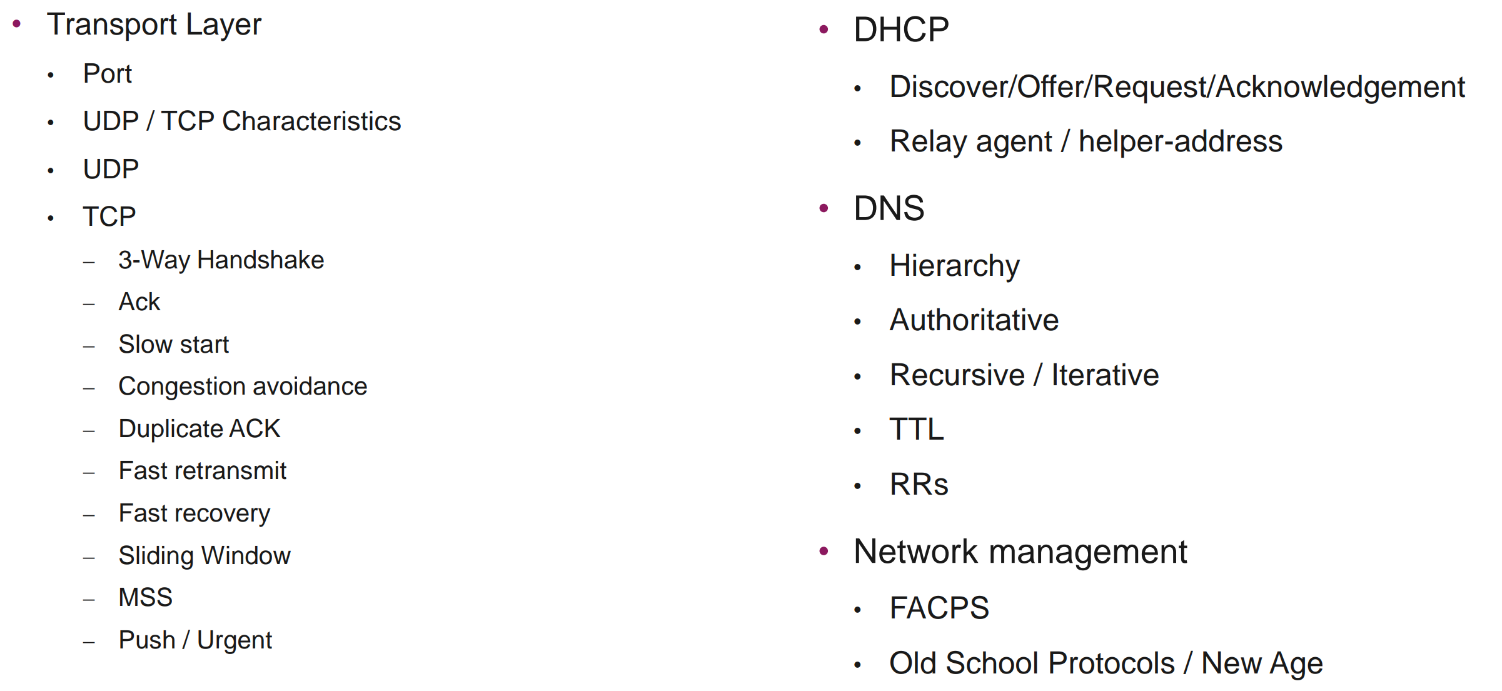 • Transport Layer
• Port
• UDP / TCP Characteristics
• UDP
• TCP
– 3-Way Handshake
– Ack
– Slow start
– Congestion avoidance
– Duplicate ACK
– Fast retransmit
– Fast recovery
– Sliding Window
– MSS
– Push / Urgent
• DHCP
• Discover/Offer/Request/Acknowledgement
• Relay agent / helper-address
• DNS
• Hierarchy
• Authoritative
• Recursive / Iterative
• TTL
• RRs
• Network management
• FACPS
• Old School Protocols / New Age